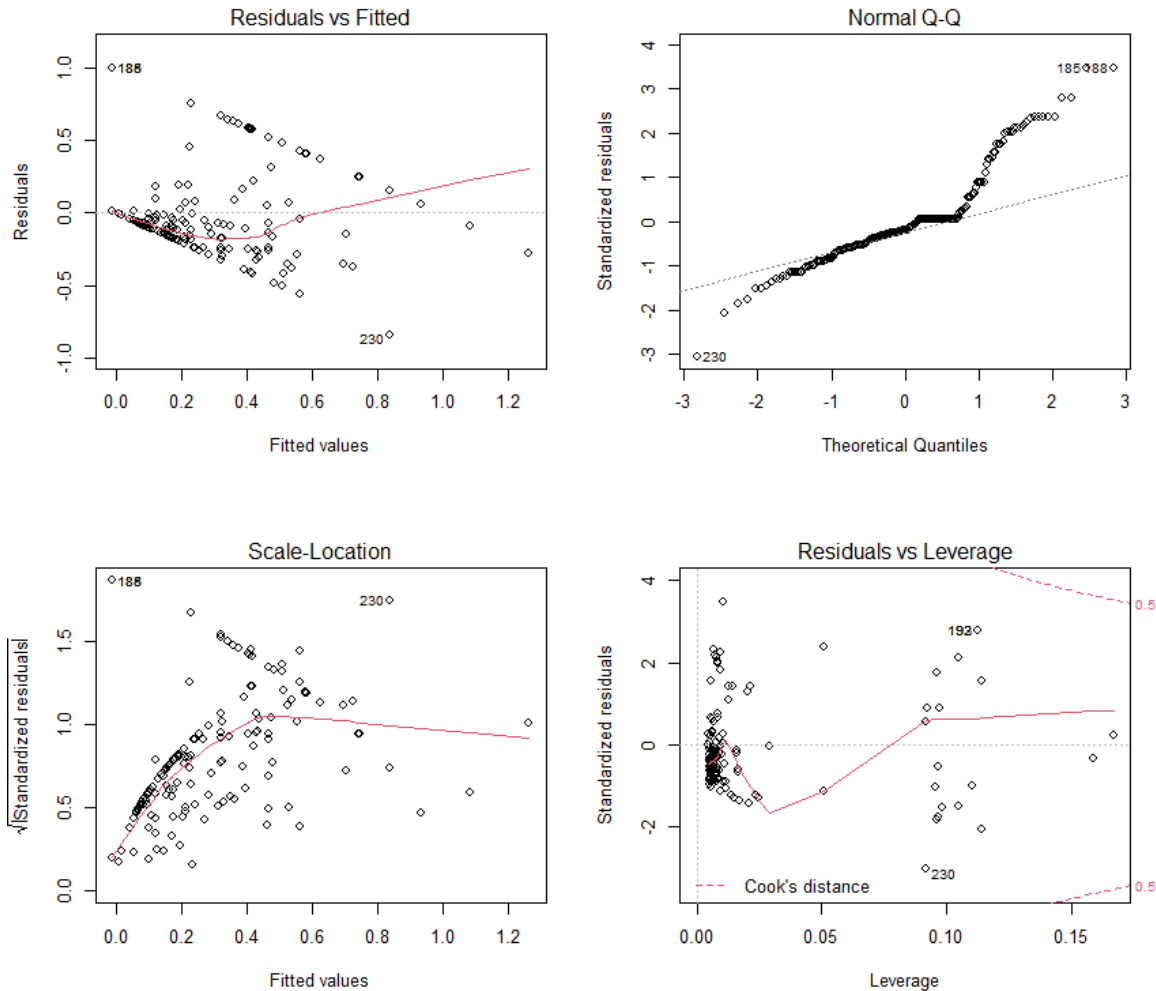 Residuals vs Fitted
Residuals
1.0
0.5
0.0
-0.5
-1.0
230
0.0 0.2 0.4 0.6 0.8 1.0 1.2
Fitted values
Normal Q-Q
Standardized residuals
4
3
2
1
0
-1
-2
-3
185 188
230
-3 -2 -1 0 1 2 3
Theoretical Quantiles
Scale-Location
√|Standardized residuals|
1.5
1.0
0.5
0.0
230
0.0 0.2 0.4 0.6 0.8 1.0 1.2
Fitted values
Residuals vs Leverage
Standardized residuals
4
2
0
-2
0.5
0.5
230
Cook's distance
0.00 0.05 0.10 0.15
Leverage